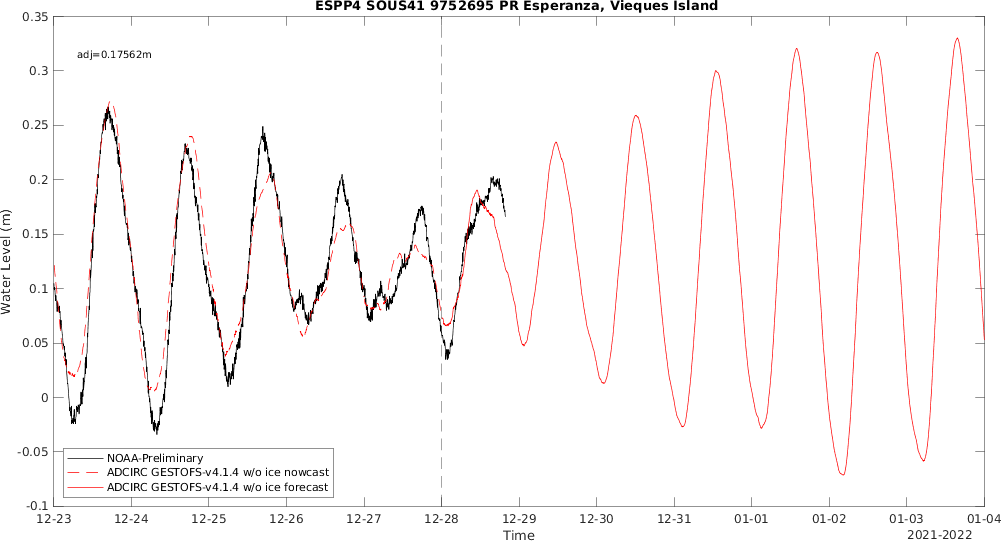 ESPP4 SOUS41 9752695 PR Esperanza, Vieques Island
0.35
adj=0.17562m
0.3
0.25
0.2
0.15
0.1
0.05
0
-0.05
-0.1
Water Level (m)
NOAA-Preliminary
ADCIRC GESTOFS-v4.1.4 w/o ice nowcast
ADCIRC GESTOFS-v4.1.4 w/o ice forecast
12-23 12-24 12-25 12-26 12-27 12-28 12-29 12-30 12-31 01-01 01-02 01-03 01-04
Time
2021-2022